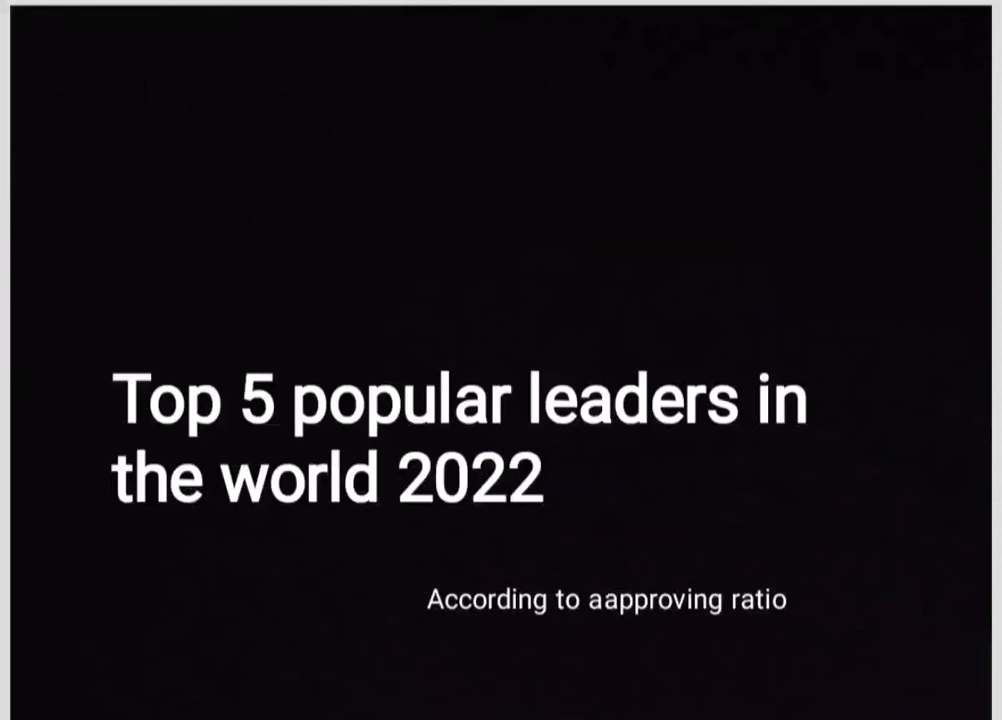 Top 5 popular leaders in
the world 2022
According to aapproving ratio